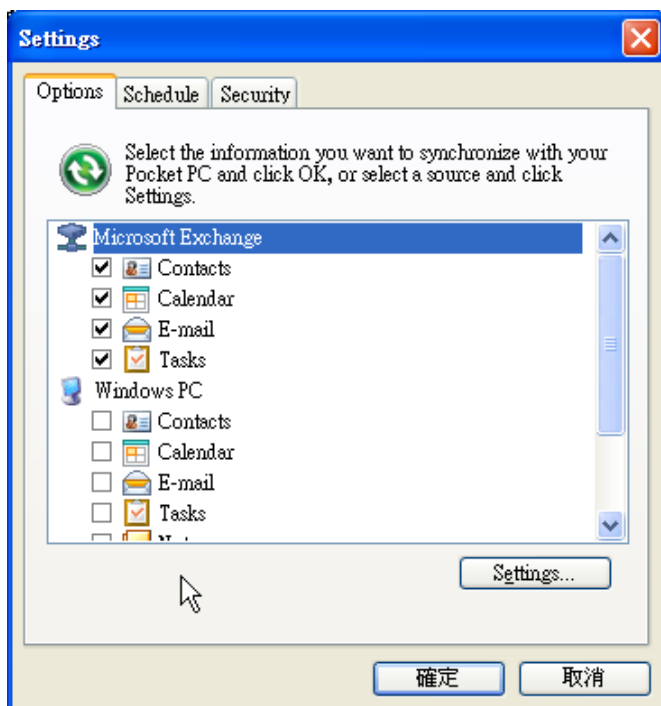 Settings
Options Schedule Security
Select the information you want to synchronize with your
Pocket PC and click OK, or select a source and click
Settings.
Microsoft Exchange
Contacts
Calendar
E-mail
Tasks
Windows PC
Contacts
Calendar
E-mail
Tasks
Settings...
確定 取消